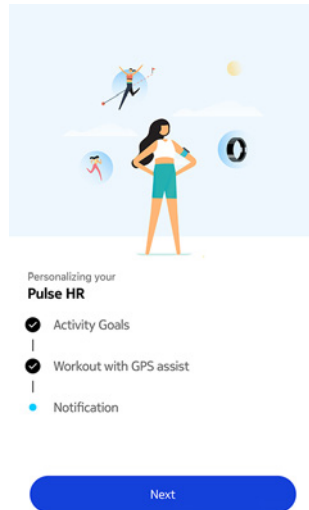 Personalizing your
Pulse HR
Activity Goals
Workout with GPS assist
Notification
Next